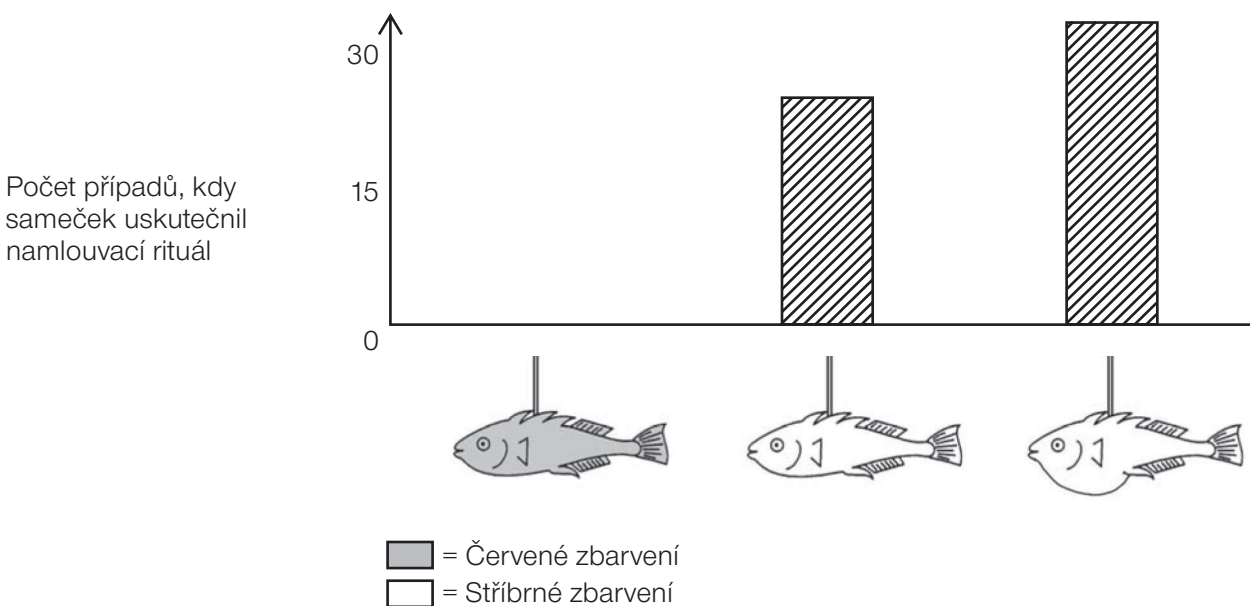 30
15
0
Počet případů, kdy
sameček uskutečnil
namlouvací rituál
= Červené zbarvení
= Stříbrné zbarvení